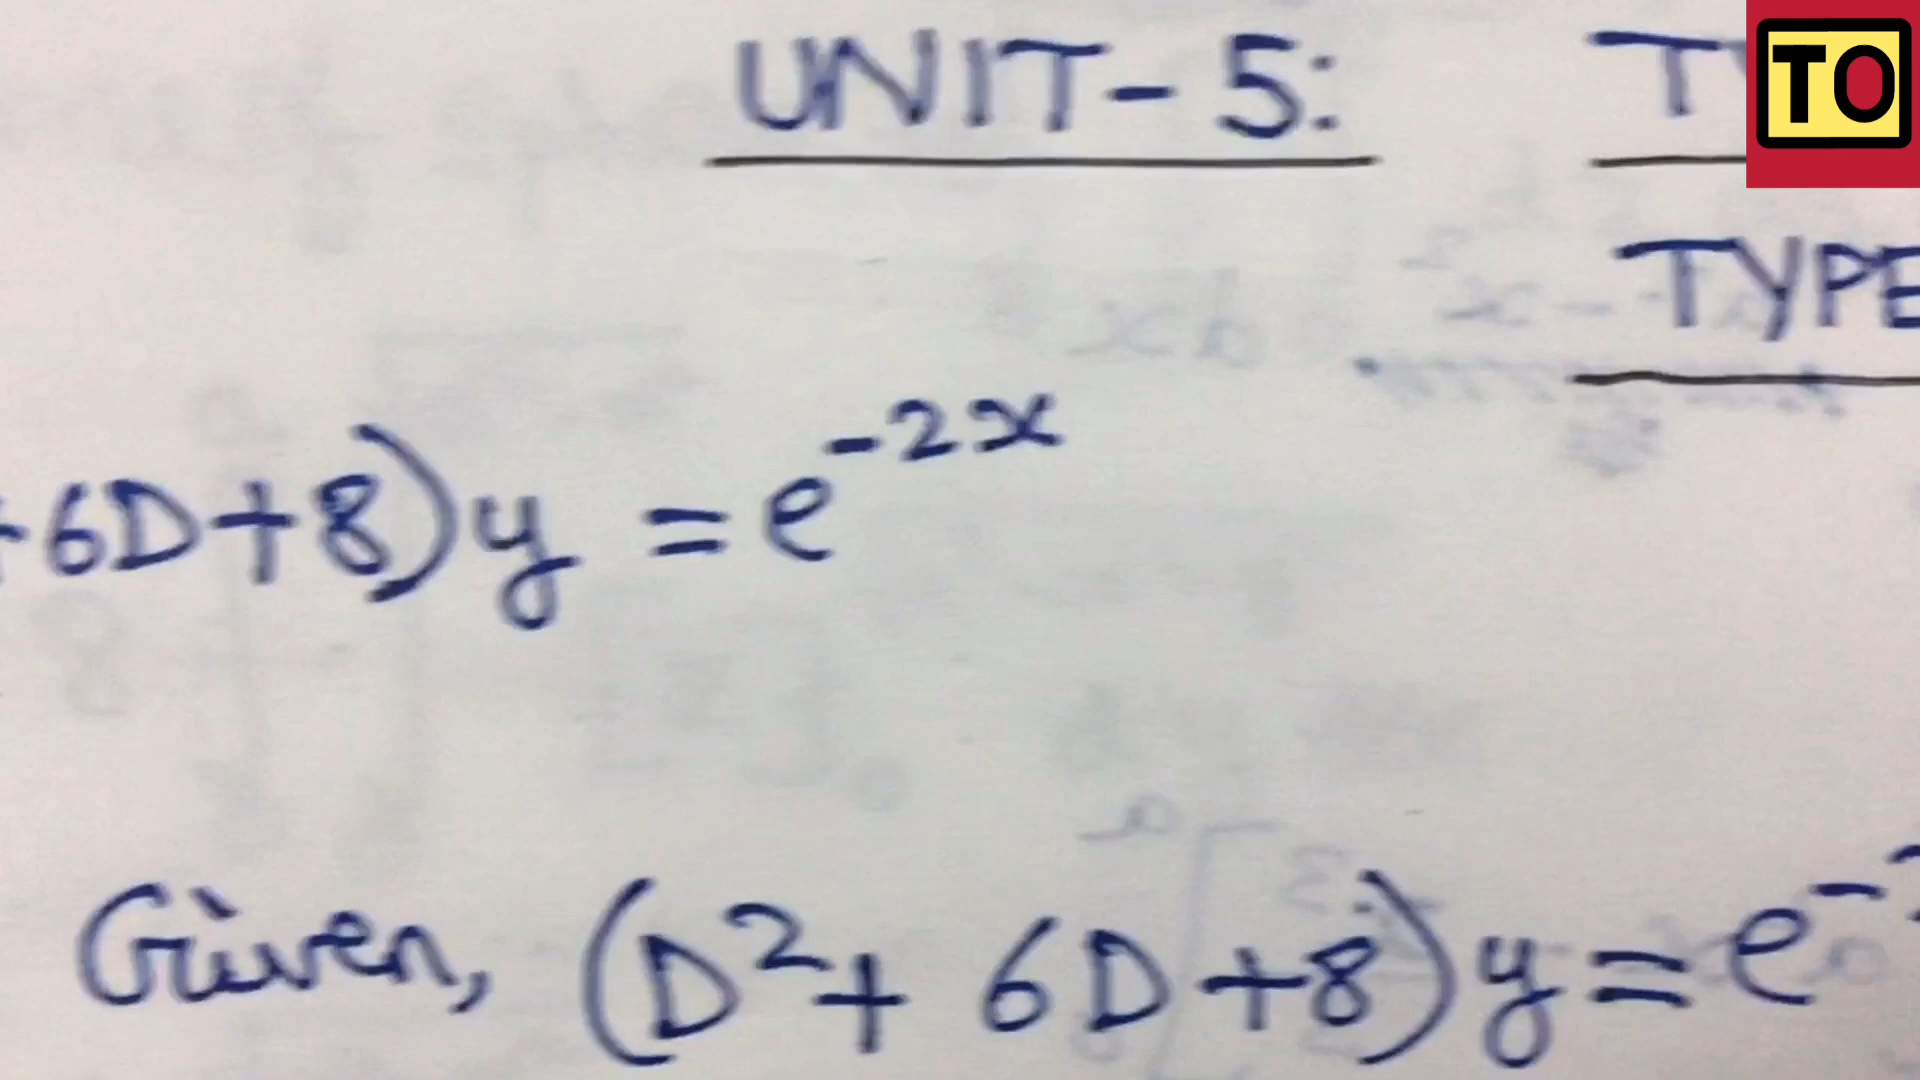 UNIT-5:
TO
TYPE
+6D+8)y = e^-2x
Given, (D²+ 6D+8)y = e^-